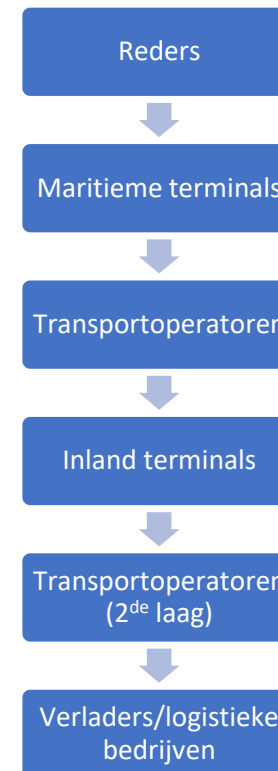 Reders
Maritieme terminals
Transportoperatoren
Inland terminals
Transportoperatoren
(2de laag)
Verladers/logistieke
bedrijven